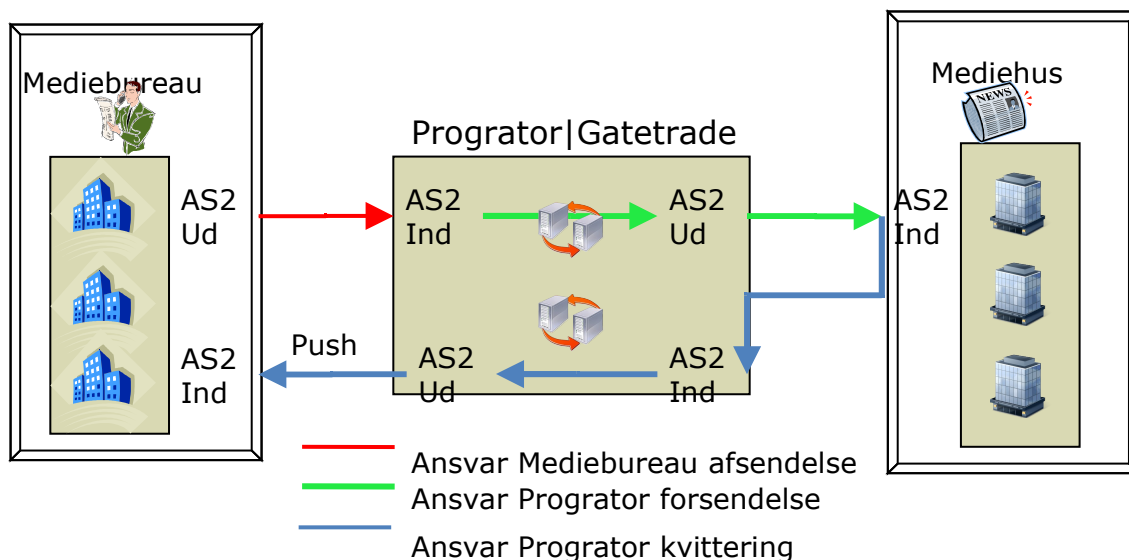 Mediebureau
AS2
Ud
AS2
Ind
Push
Progrator|Gatetrade
AS2
Ind
AS2
Ud
AS2
Ud
AS2
Ind
Mediehus
NEWS
AS2
Ind
Ansvar Mediebureau afsendelse
Ansvar Progrator forsendelse
Ansvar Progrator kvittering